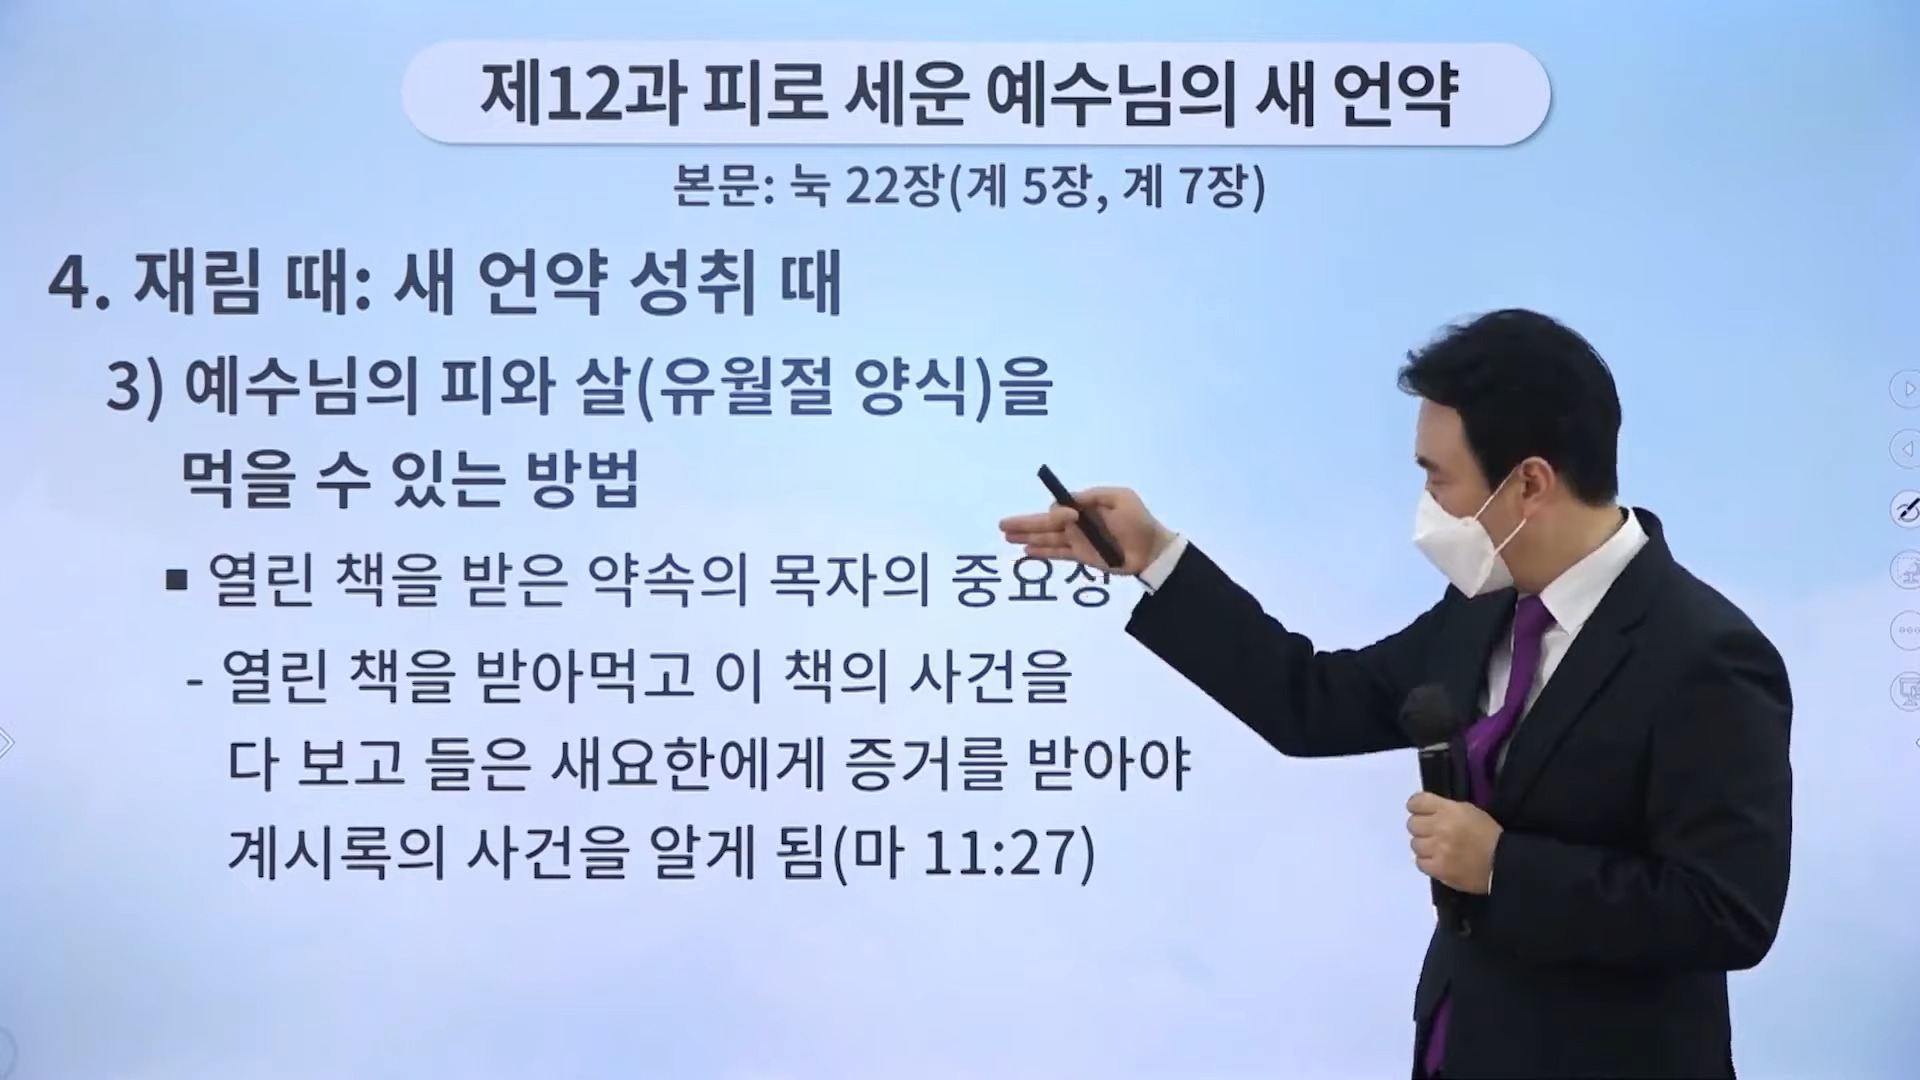 제12과 피로 세운 예수님의 새 언약
본문: 눅 22장(계 5장, 계 7장)
4. 재림 때: 새 언약 성취 때
3) 예수님의 피와 살(유월절 양식)을
먹을 수 있는 방법
▪ 열린 책을 받은 약속의 목자의 중요성
- 열린 책을 받아먹고 이 책의 사건을
다 보고 들은 새요한에게 증거를 받아야
계시록의 사건을 알게 됨(마 11:27)